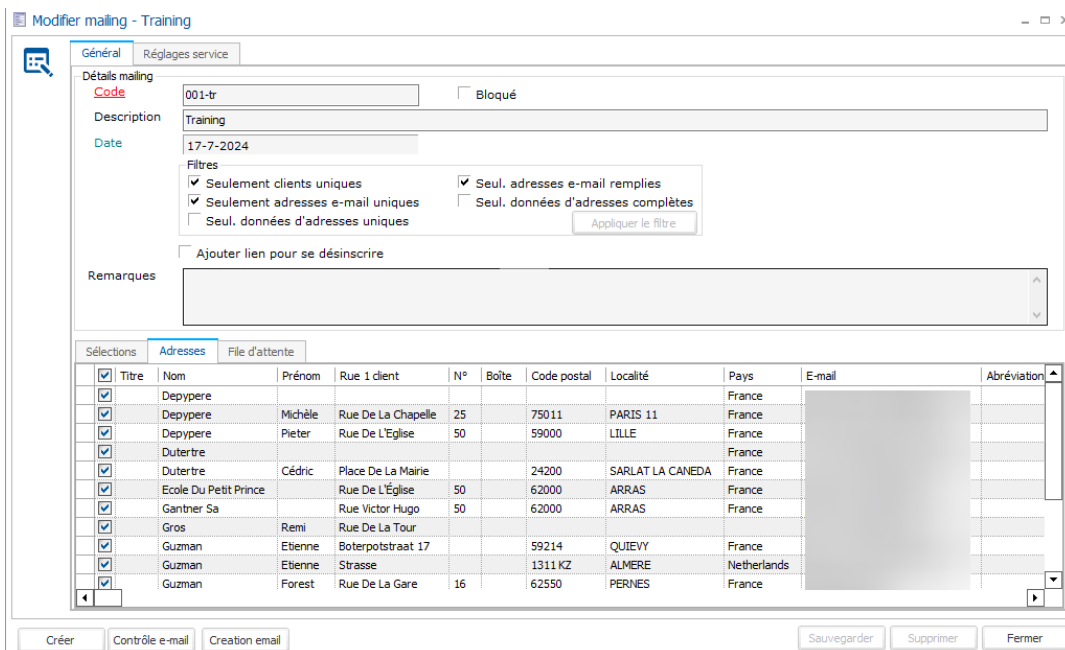 Modifier mailing - Training
Général Réglages service
Détails mailing
Code 001-tr Bloqué
Description Training
Date 17-7-2024
Filtres
Seulement clients uniques Seul. adresses e-mail remplies
Seulement adresses e-mail uniques Seul. données d'adresses complètes
Seul. données d'adresses uniques Appliquer le filtre
Ajouter lien pour se désinscrire
Remarques
Sélections Adresses File d'attente
Titre Nom Prénom Rue 1 client N° Boîte Code postal Localité Pays E-mail Abréviation
Depypere France
Depypere Michèle Rue De La Chapelle 25 75011 PARIS 11 France
Depypere Pieter Rue De L'Eglise 50 59000 LILLE France
Dutertre France
Dutertre Cédric Place De La Mairie 24200 SARLAT LA CANEDA France
Ecole Du Petit Prince Rue De L'Église 50 62000 ARRAS France
Gantner Sa Rue Victor Hugo 50 62000 ARRAS France
Gros Remi Rue De La Tour
Guzman Etienne Boterpotstraat 17 59214 QUIEVY France
Guzman Etienne Strasse 1311 KZ ALMERE Netherlands
Guzman Forest Rue De La Gare 16 62550 PERNES France
Créer Contrôle e-mail Creation email Sauvegarder Supprimer Fermer